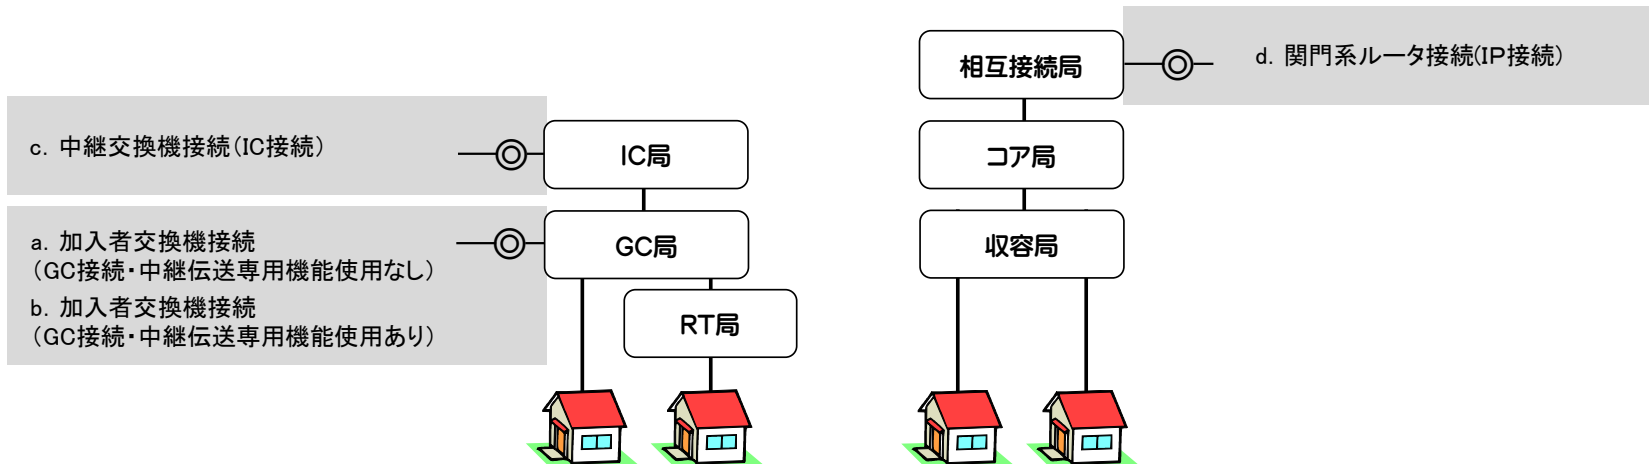 相互接続局
d. 関門系ルータ接続(IP接続)
c. 中継交換機接続(IC接続)
IC局
コア局
a. 加入者交換機接続
(GC接続・中継伝送専用機能使用なし)
b. 加入者交換機接続
(GC接続・中継伝送専用機能使用あり)
GC局
収容局
RT局